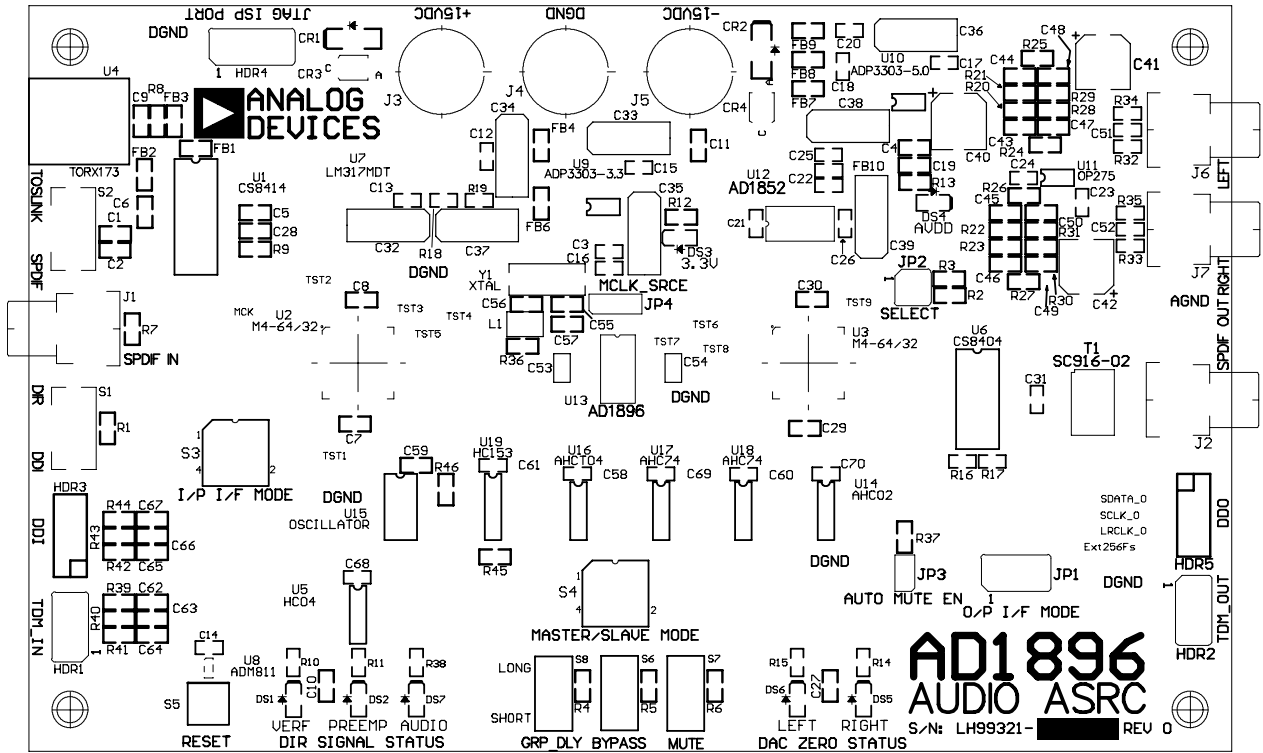 JTAG ISP PORT
+15VDC
DGND
-15VDC
DGND
CR1
HDR4
1
C
CR3
A
J3
J4
J5
CR2
CR4
C
FB9
FB8
FB7
C20
C18
U10
ADP3303-5.0
C36
C17
C38
R25
C44
C48
C41
R21
R20
R29
R28
C47
C43
R24
R34
C51
R32
J6
LEFT
U4
C9
R8
FB3
ANALOG
DEVICES
TORX173
FB2
FB1
C6
TOSLINK
S2
C1
C2
SPDIF
U1
CS8414
C5
C28
R9
U7
LM317MDT
C12
C34
FB4
C33
U9
ADP3303-3.3
C15
C11
C13
R19
C32
R18
C37
DGND
FB6
C35
R12
DS3
3.3V
C3
C16
MCLK_SRCE
JP4
U12
AD1852
C25
C22
C21
C26
FB10
C39
C4
C19
R13
C40
DS4
AVDD
JP2
1
SELECT
R3
R2
C24
U11
OP275
R26
C45
C23
R22
R23
C46
C50
R31
R27
C49
R30
C42
R35
C52
R33
J7
RIGHT
AGND
SPDIF OUT
J1
R7
SPDIF IN
TST2
C8
MCK
U2
M4-64/32
TST3
TST5
TST4
Y1
XTAL
C56
L1
R36
C55
C57
C53
C54
U13
AD1896
TST6
TST7
TST8
DGND
C30
TST9
U3
M4-64/32
C29
U6
CS8404
C31
T1
SC916-02
J2
R16
R17
DIR
S1
R1
DDI
S3
1
4
2
I/P I/F MODE
C7
TST1
C59
R46
U19
HC153
C61
U16
AHCT04
C58
U17
AHC74
C69
U18
AHC74
C60
C70
U14
AHC02
DGND
HDR3
DDI
R44
C67
R43
C66
R42
C65
DGND
U15
OSCILLATOR
R45
SDATA_O
SCLK_O
LRCLK_O
Ext256Fs
DDO
HDR5
DGND
R37
JP3
AUTO MUTE EN
JP1
1
O/P I/F MODE
TDM_OUT
1
HDR2
TDM_IN
HDR1
1
R39
C62
R40
C63
R41
C64
U5
HC04
C68
S4
1
4
2
MASTER/SLAVE MODE
C14
U8
ADM811
S5
RESET
R10
DS1
C10
VERF
R11
DS2
PREEMP
R38
DS7
AUDIO
DIR SIGNAL STATUS
LONG
SHORT
S8
R4
GRP_DLY
S6
R5
BYPASS
S7
R6
MUTE
R15
DS6
C27
LEFT
R14
DS5
RIGHT
DAC ZERO STATUS
AD1896
AUDIO ASRC
S/N: LH99321-
REV 0